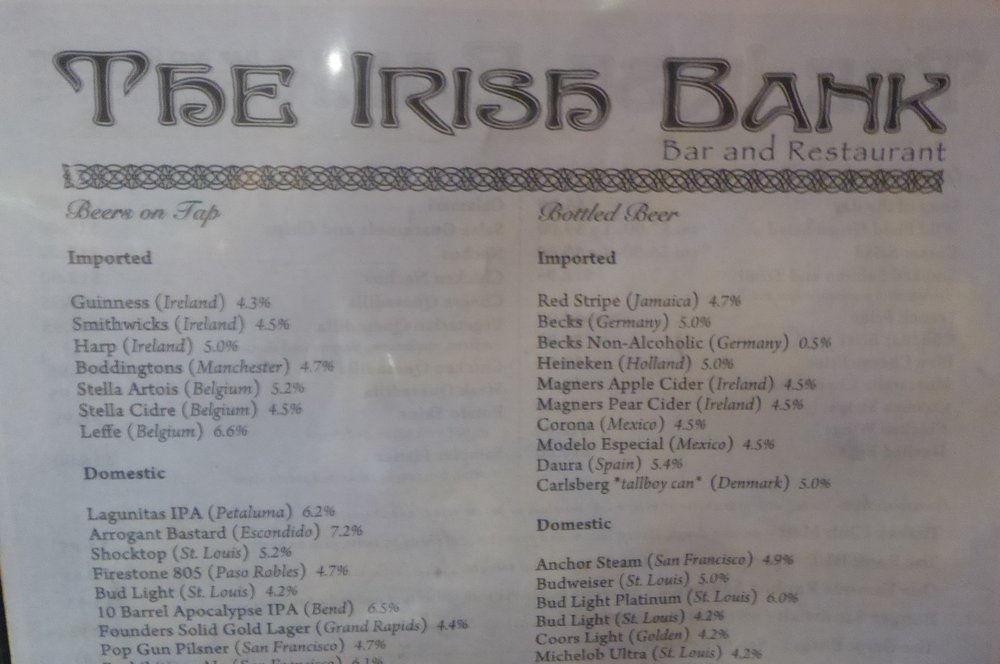 THE IRISH BANK
Bar and Restaurant
Beers on Tap
Imported
Guinness (Ireland) 4.3%
Smithwicks (Ireland) 4.5%
Harp (Ireland) 5.0%
Boddingtons (Manchester) 4.7%
Stella Artois (Belgium) 5.2%
Stella Cidre (Belgium) 4.5%
Leffe (Belgium) 6.6%
Domestic
Lagunitas IPA (Petaluma) 6.2%
Arrogant Bastard (Escondido) 7.2%
Shocktop (St. Louis) 5.2%
Firestone 805 (Paso Robles) 4.7%
Bud Light (St. Louis) 4.2%
10 Barrel Apocalypse IPA (Bend) 6.5%
Founders Solid Gold Lager (Grand Rapids) 4.4%
Pop Gun Pilsner (San Francisco) 4.7%
(San Francisco) 6.1%
Bottled Beer
Imported
Red Stripe (Jamaica) 4.7%
Becks (Germany) 5.0%
Becks Non-Alcoholic (Germany) 0.5%
Heineken (Holland) 5.0%
Magners Apple Cider (Ireland) 4.5%
Magners Pear Cider (Ireland) 4.5%
Corona (Mexico) 4.5%
Modelo Especial (Mexico) 4.5%
Daura (Spain) 5.4%
Carlsberg *tallboy can* (Denmark) 5.0%
Domestic
Anchor Steam (San Francisco) 4.9%
Budweiser (St. Louis) 5.0%
Bud Light Platinum (St. Louis) 6.0%
Bud Light (St. Louis) 4.2%
Coors Light (Golden) 4.2%
Michelob Ultra (St. Louis) 4.2%